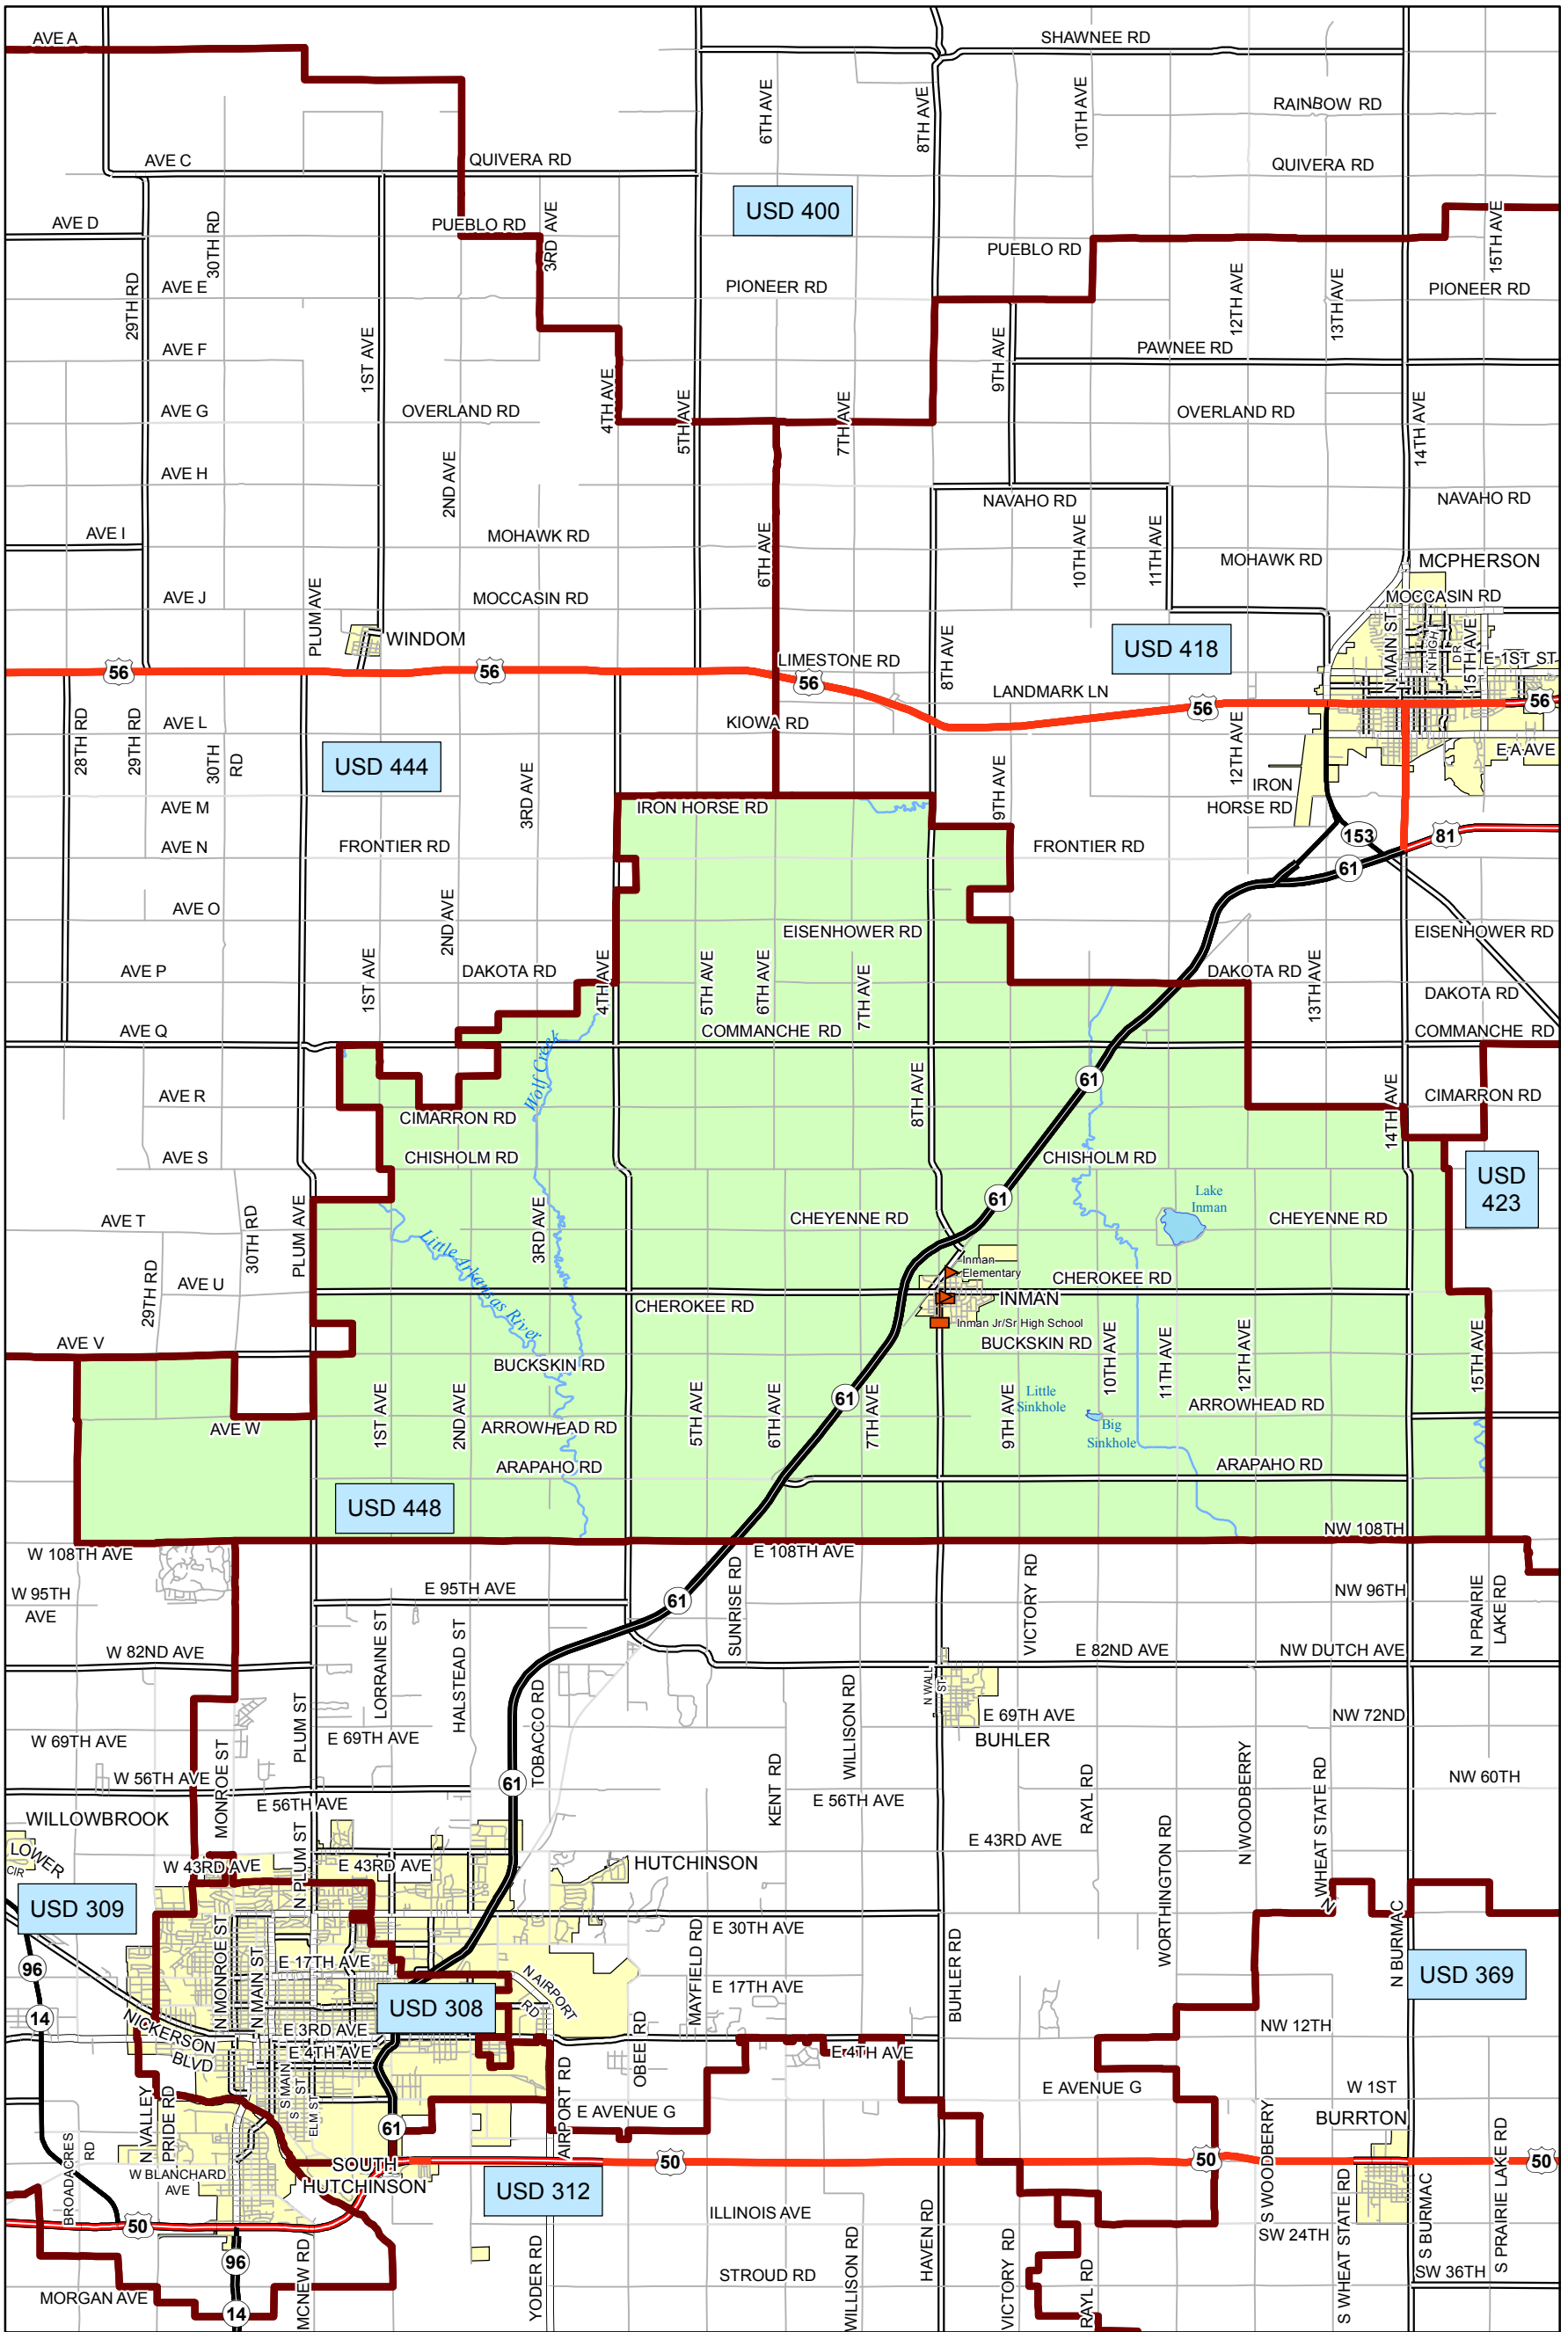 AVE A
SHAWNEE RD
6TH AVE
8TH AVE
10TH AVE
RAINBOW RD
AVE C
QUIVERA RD
QUIVERA RD
USD 400
AVE D
30TH RD
PUEBLO RD
3RD AVE
PUEBLO RD
15TH AVE
AVE E
29TH RD
PIONEER RD
12TH AVE
13TH AVE
PIONEER RD
AVE F
1ST AVE
9TH AVE
PAWNEE RD
AVE G
OVERLAND RD
4TH AVE
5TH AVE
7TH AVE
OVERLAND RD
14TH AVE
AVE H
2ND AVE
NAVAHO RD
NAVAHO RD
AVE I
MOHAWK RD
6TH AVE
10TH AVE
11TH AVE
MOHAWK RD
MCPHERSON
AVE J
PLUM AVE
MOCCASIN RD
MOCCASIN RD
WINDOM
8TH AVE
USD 418
N MAIN ST
N HIGH
DR
15TH AVE
E 1ST ST
LIMESTONE RD
56
56
56
LANDMARK LN
56
56
28TH RD
29TH RD
AVE L
30TH
RD
KIOWA RD
12TH AVE
E A AVE
USD 444
3RD AVE
9TH AVE
IRON
HORSE RD
AVE M
IRON HORSE RD
AVE N
FRONTIER RD
FRONTIER RD
153
81
61
AVE O
2ND AVE
EISENHOWER RD
EISENHOWER RD
AVE P
1ST AVE
DAKOTA RD
4TH AVE
5TH AVE
6TH AVE
7TH AVE
DAKOTA RD
13TH AVE
DAKOTA RD
AVE Q
COMMANCHE RD
COMMANCHE RD
Wolf Creek
61
8TH AVE
14TH AVE
AVE R
CIMARRON RD
CIMARRON RD
AVE S
CHISHOLM RD
CHISHOLM RD
USD
423
61
Lake
Inman
AVE T
30TH RD
PLUM AVE
3RD AVE
CHEYENNE RD
CHEYENNE RD
Little Arkansas River
29TH RD
AVE U
Inman
Elementary
CHEROKEE RD
CHEROKEE RD
INMAN
Inman Jr/Sr High School
AVE V
BUCKSKIN RD
BUCKSKIN RD
10TH AVE
11TH AVE
12TH AVE
15TH AVE
61
Little
Sinkhole
AVE W
1ST AVE
2ND AVE
ARROWHEAD RD
5TH AVE
6TH AVE
7TH AVE
9TH AVE
Big
Sinkhole
ARROWHEAD RD
ARAPAHO RD
ARAPAHO RD
USD 448
NW 108TH
W 108TH AVE
E 108TH AVE
W 95TH
AVE
E 95TH AVE
61
SUNRISE RD
VICTORY RD
NW 96TH
N PRAIRIE
LAKE RD
LORRAINE ST
HALSTEAD ST
W 82ND AVE
E 82ND AVE
NW DUTCH AVE
N WALL
ST
PLUM ST
TOBACCO RD
WILLISON RD
W 69TH AVE
E 69TH AVE
E 69TH AVE
BUHLER
NW 72ND
MONROE ST
W 56TH AVE
61
E 56TH AVE
KENT RD
E 56TH AVE
RAYL RD
N WOODBERRY
N WHEAT STATE RD
NW 60TH
WILLOWBROOK
LOWER
CIR
N PLUM ST
W 43RD AVE
E 43RD AVE
HUTCHINSON
E 43RD AVE
WORTHINGTON RD
USD 309
N MONROE ST
N MAIN ST
MAYFIELD RD
E 30TH AVE
BUHLER RD
N BURMAC
96
E 17TH AVE
N AIRPORT
RD
E 17TH AVE
USD 369
14
USD 308
NICKERSON
BLVD
E 3RD AVE
E 4TH AVE
OBEE RD
E 4TH AVE
NW 12TH
N VALLEY
PRIDE RD
S MAIN
ST
ELM ST
AIRPORT RD
E AVENUE G
E AVENUE G
W 1ST
61
BURRTON
BROADACRES
RD
W BLANCHARD
AVE
SOUTH
HUTCHINSON
50
50
50
USD 312
S WOODBERRY
S WHEAT STATE RD
S BURMAC
S PRAIRIE LAKE RD
50
ILLINOIS AVE
SW 24TH
96
MCNEW RD
YODER RD
STROUD RD
WILLISON RD
HAVEN RD
VICTORY RD
RAYL RD
SW 36TH
MORGAN AVE
14